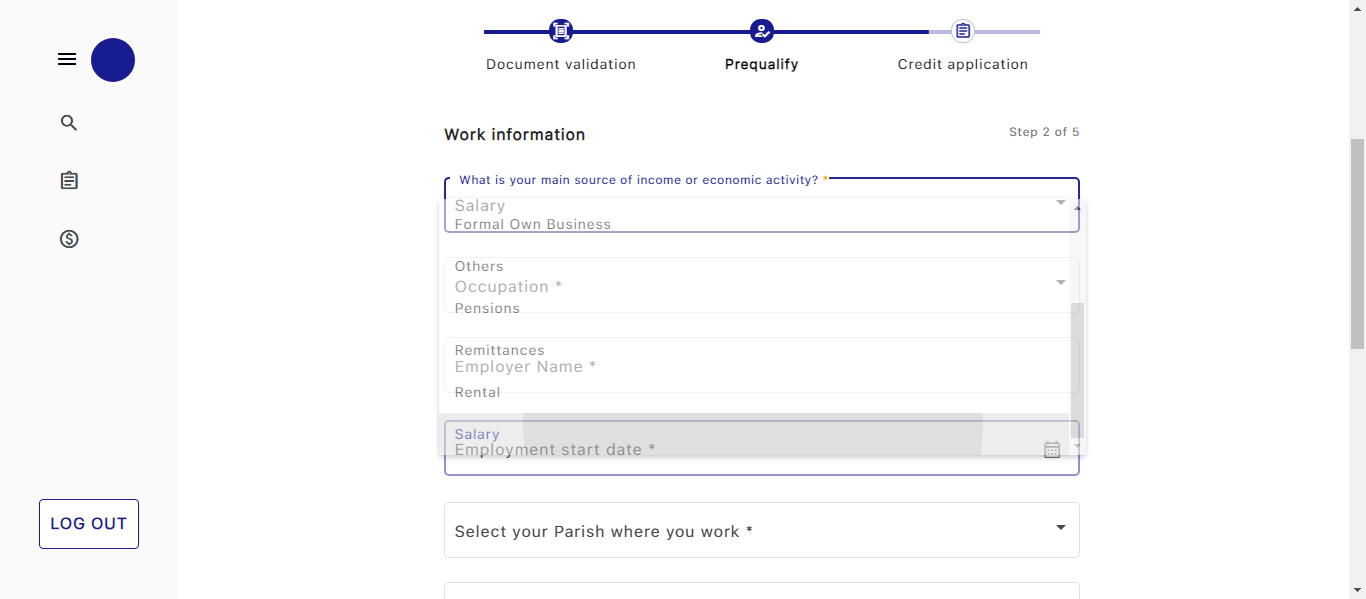 Document validation
Prequalify
Credit application
Work information
Step 2 of 5
What is your main source of income or economic activity? *
Salary
Formal Own Business
Others
Occupation *
Pensions
Remittances
Employer Name *
Rental
Salary
Employment start date *
LOG OUT
Select your Parish where you work *